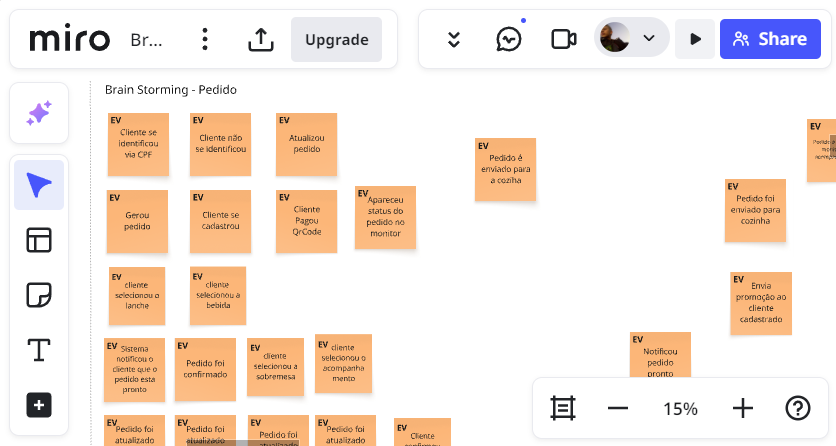 miro
Br...
Upgrade
Share
Brain Storming - Pedido
EV
Cliente se
identificou
via CPF
EV
Cliente não
se identificou
EV
Atualizou
pedido
EV
Pedido é
enviado para
a coziha
EV
EV
Gerou
pedido
EV
Cliente se
cadastrou
EV
Cliente
Pagou
QrCode
EV
Apareceu
status do
pedido no
monitor
EV
Pedido foi
enviado para
cozinha
EV
cliente
selecionou o
lanche
EV
cliente
selecionou a
bebida
EV
Envia
promoção ao
cliente
cadastrado
EV
Sistema
notificou o
cliente que o
pedido esta
pronto
EV
Pedido foi
confirmado
EV
cliente
selecionou a
sobremesa
EV
cliente
selecionou o
acompanha
mento
EV
Notificou
pedido
pronto
EV
Pedido foi
atualizado
EV
Pedido foi
atualizado
EV
Pedido foi
atualizado
EV
Pedido foi
atualizado
EV
Cliente
confirmou
15%